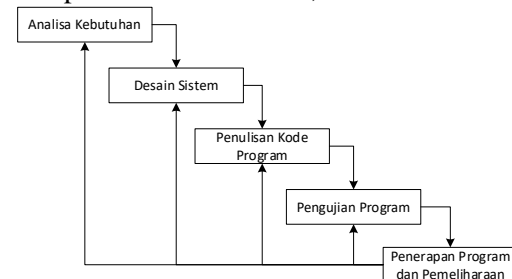 Analisa Kebutuhan
Desain Sistem
Penulisan Kode
Program
Pengujian Program
Penerapan Program
dan Pemeliharaan